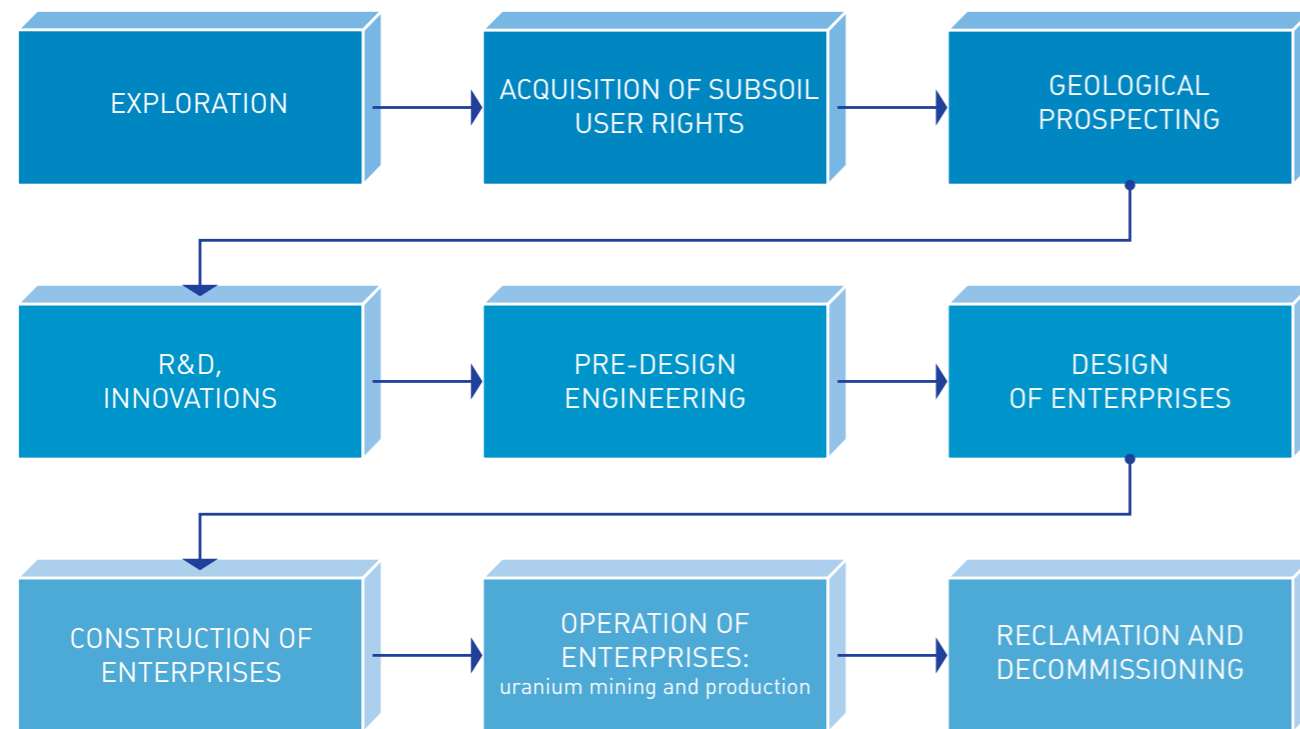 EXPLORATION
ACQUISITION OF SUBSOIL
USER RIGHTS
GEOLOGICAL
PROSPECTING
R&D,
INNOVATIONS
PRE-DESIGN
ENGINEERING
DESIGN
OF ENTERPRISES
CONSTRUCTION OF
ENTERPRISES
OPERATION OF
ENTERPRISES:
uranium mining and production
RECLAMATION AND
DECOMMISSIONING